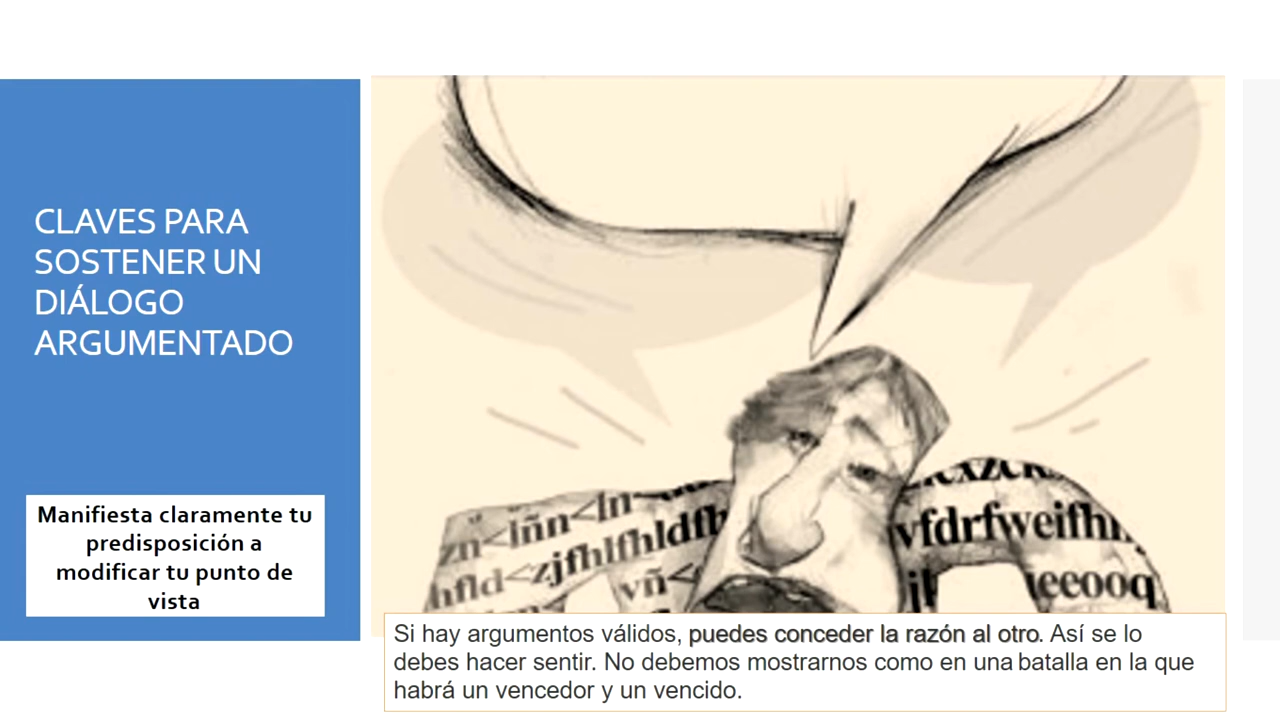 CLAVES PARA
SOSTENER UN
DIÁLOGO
ARGUMENTADO
Manifiesta claramente tu
predisposición a
modificar tu punto de
vista
vfdrfweifh
ieeooq
Si hay argumentos válidos, puedes conceder la razón al otro. Así se lo
debes hacer sentir. No debemos mostrarnos como en una batalla en la que
habrá un vencedor y un vencido.